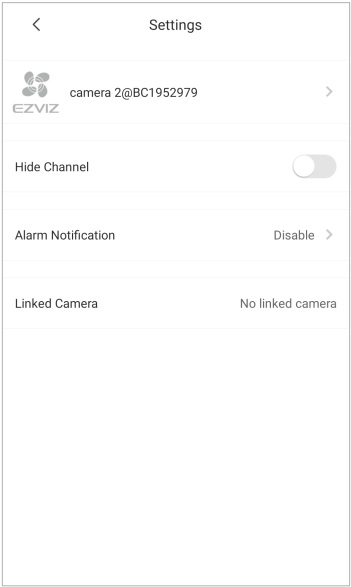 Settings
EZVIZ
camera 2@BC1952979
Hide Channel
Alarm Notification Disable
Linked Camera No linked camera